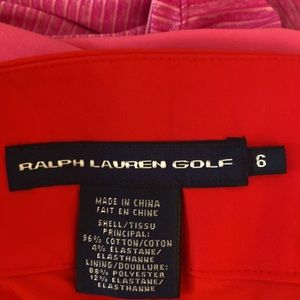 RALPH LAUREN GOLF 6
MADE IN CHINA
FAIT EN CHINE
SHELL/TISSU
PRINCIPAL:
96% COTTON/COTON
4% ELASTANE/
ELASTHANNE
LINING/DOUBLURE:
88% POLYESTER
12% ELASTANE/
ELASTHANNE